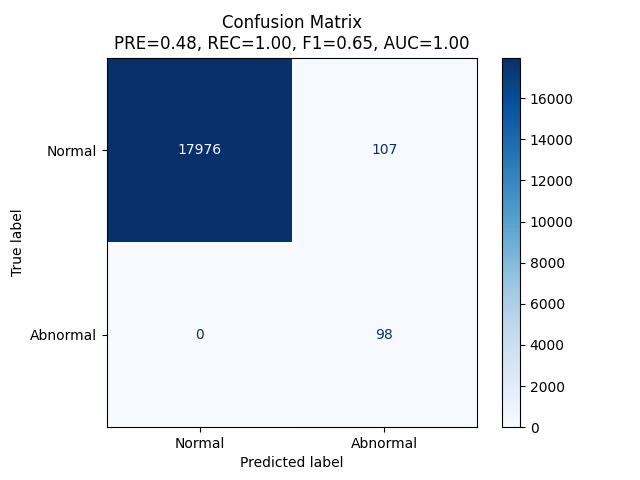 Confusion Matrix
PRE=0.48, REC=1.00, F1=0.65, AUC=1.00
True label
Normal
17976
107
Abnormal
0
98
Normal
Abnormal
Predicted label
16000
14000
12000
10000
8000
6000
4000
2000
0